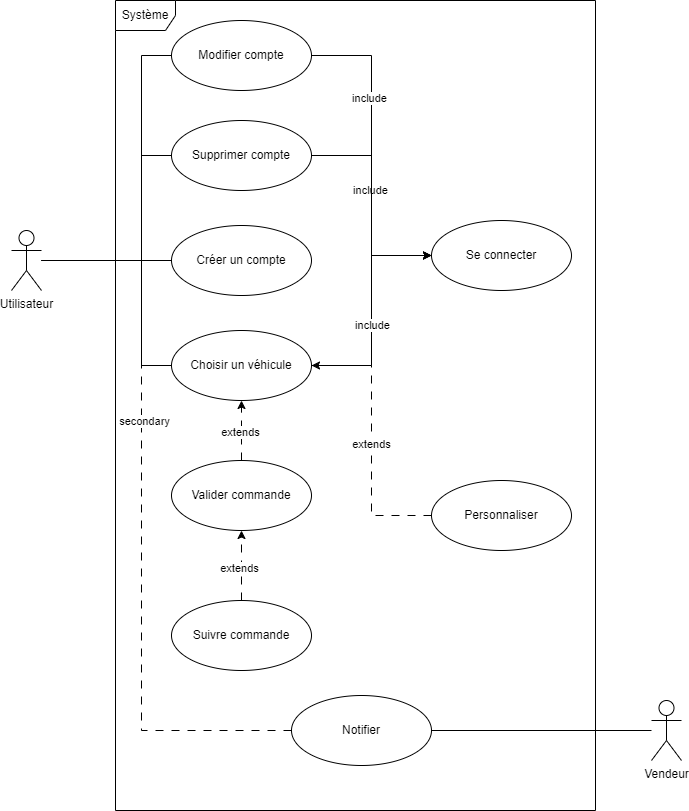 Système
Modifier compte
include
Supprimer compte
include
Utilisateur
Créer un compte
Se connecter
include
Choisir un véhicule
secondary
extends
extends
Valider commande
Personnaliser
extends
Suivre commande
Notifier
Vendeur